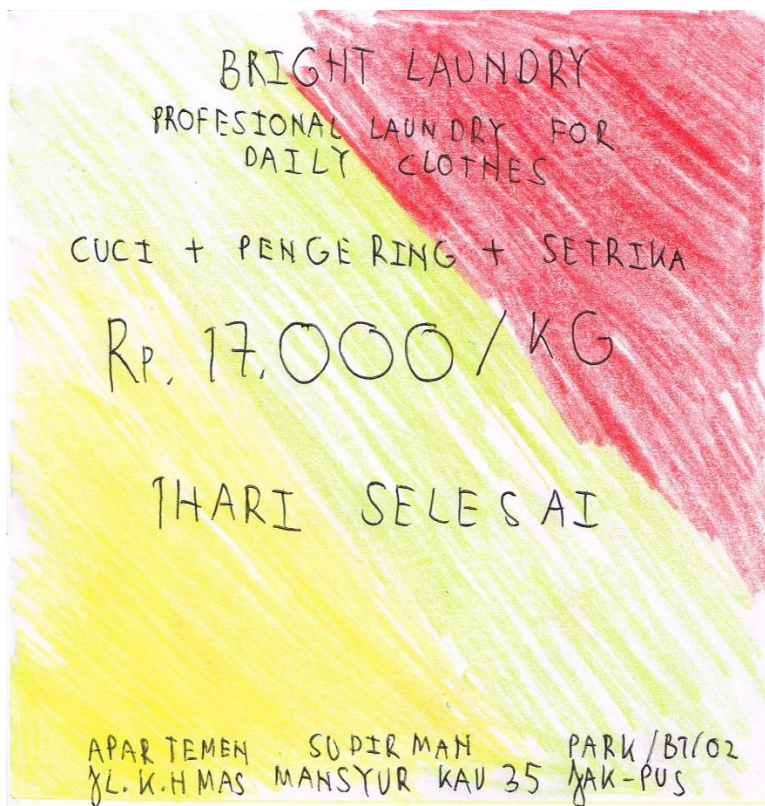 BRIGHT LAUNDRY
PROFESIONAL LAUNDRY FOR
DAILY CLOTHES
CUCI + PENGERING + SETRIKA
Rp. 17.000/KG
1HARI SELESAI
APARTEMEN SUDIRMAN PARK/B1/02
JL. K.H MAS MANSYUR KAV 35 JAK-PUS